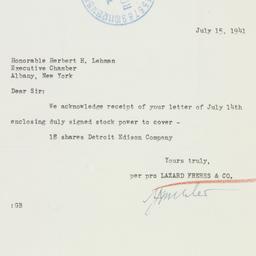 July 15, 1941
Honorable Herbert H. Lehman
Executive Chamber
Albany, New York
Dear Sir:
We acknowledge receipt of your letter of July 14th
enclosing duly signed stock power to cover -
18 shares Detroit Edison Company
Yours truly,
per pro LAZARD FRERES & CO.
:GB